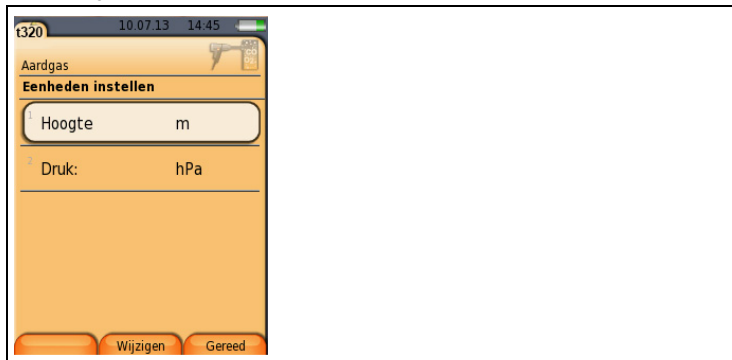 t320 10.07.13 14:45
Aardgas
Eenheden instellen
1 Hoogte m
2 Druk: hPa
Wijzigen Gereed